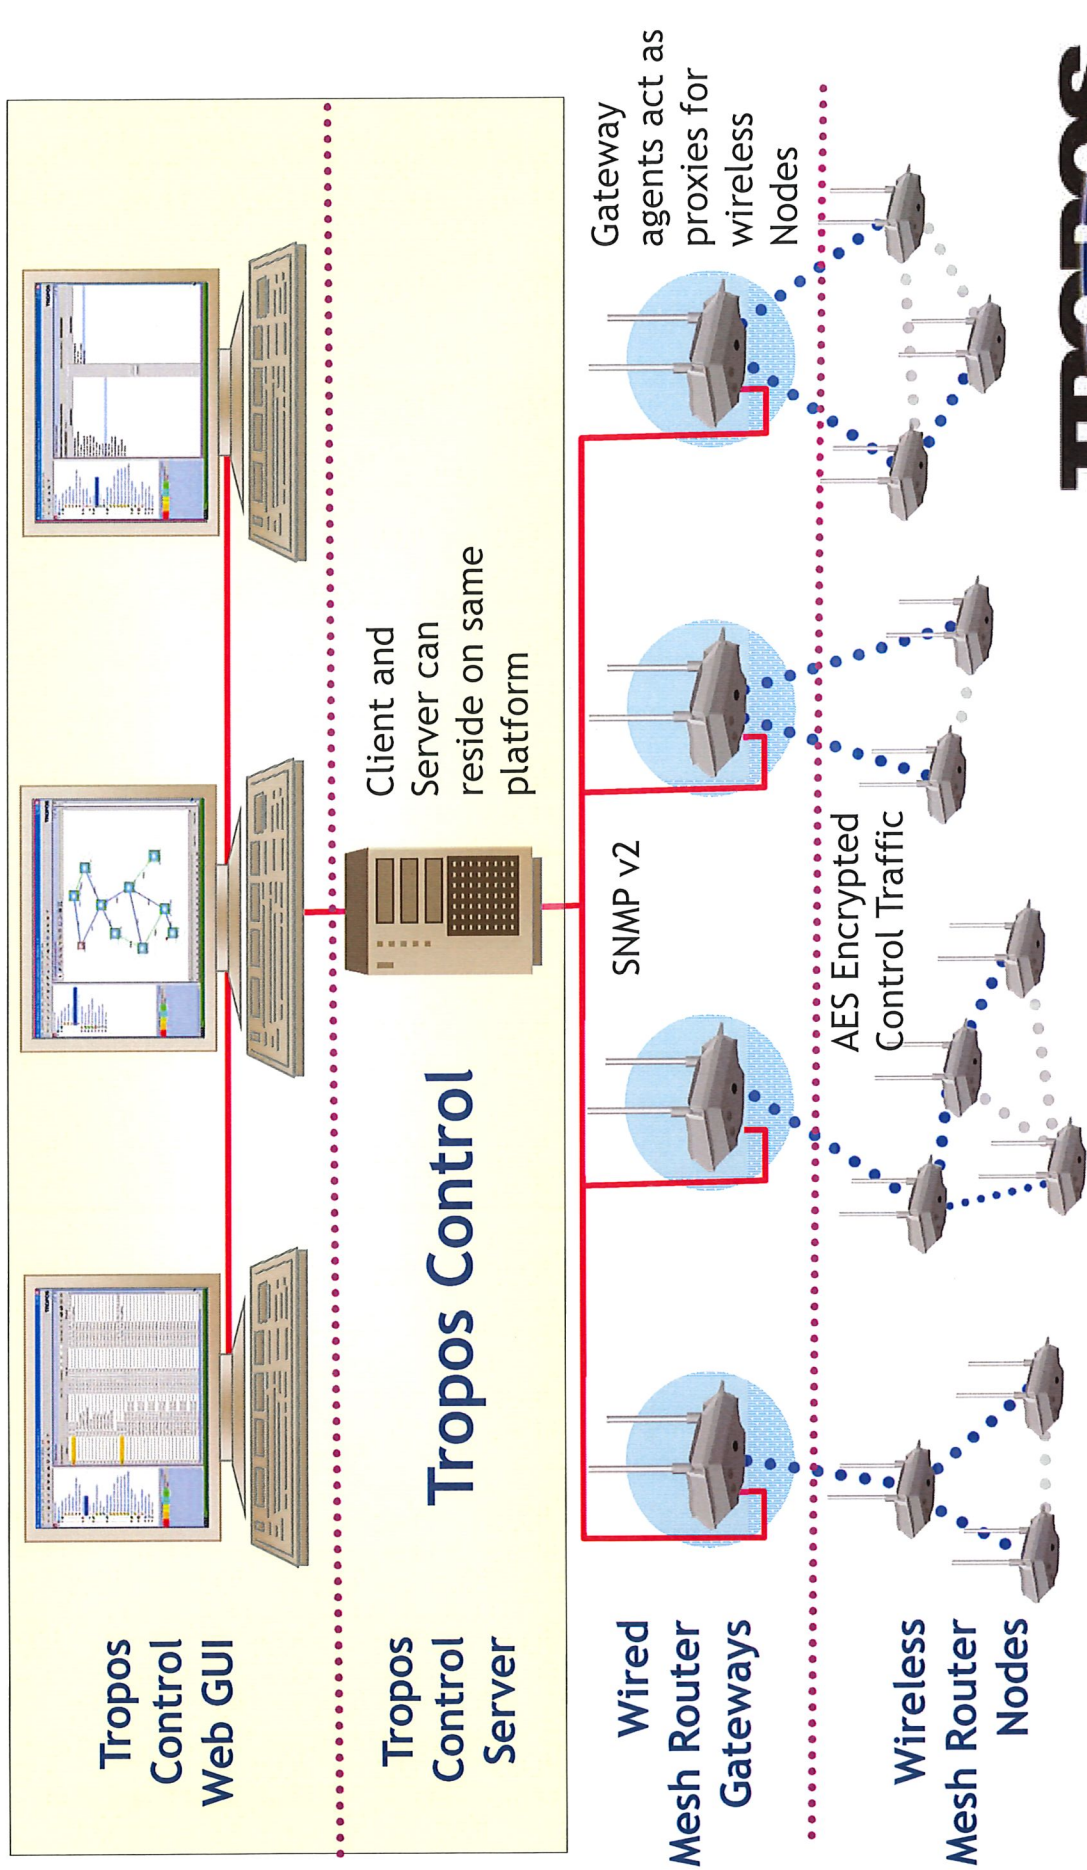 Tropos
Control
Web GUI
Tropos
Control
Server
Tropos Control
Client and
Server can
reside on same
platform
Wired
Mesh Router
Gateways
SNMP v2
Gateway
agents act as
proxies for
wireless
Nodes
Wireless
Mesh Router
Nodes
AES Encrypted
Control Traffic
TROPOS